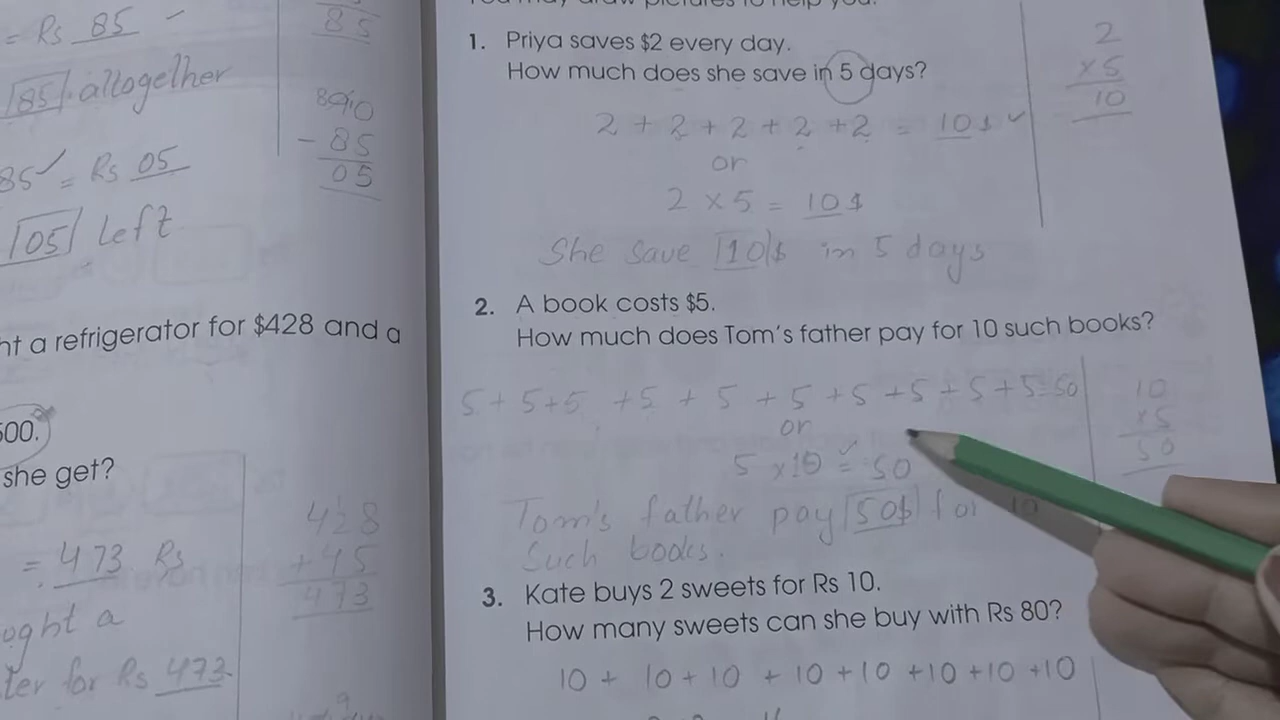 = Rs 85
85
85 altogether
890
- 85
05
85 = Rs 05
05 left
nt a refrigerator for $428 and a
500.
she get?
428
+ 45
473
= 473 Rs
ought a
ter for Rs 473
1. Priya saves $2 every day.
How much does she save in 5 days?
2 + 2 + 2 + 2 + 2 = 10$
or
2 × 5 = 10$
She save 10$ in 5 days
2
× 5
10
2. A book costs $5.
How much does Tom's father pay for 10 such books?
5 + 5 + 5 + 5 + 5 + 5 + 5 + 5 + 5 + 5 = 50
or
5 × 10 = 50
10
× 5
50
Tom's father pay 50$ for 10
Such books.
3. Kate buys 2 sweets for Rs 10.
How many sweets can she buy with Rs 80?
10 + 10 + 10 + 10 + 10 + 10 + 10 + 10